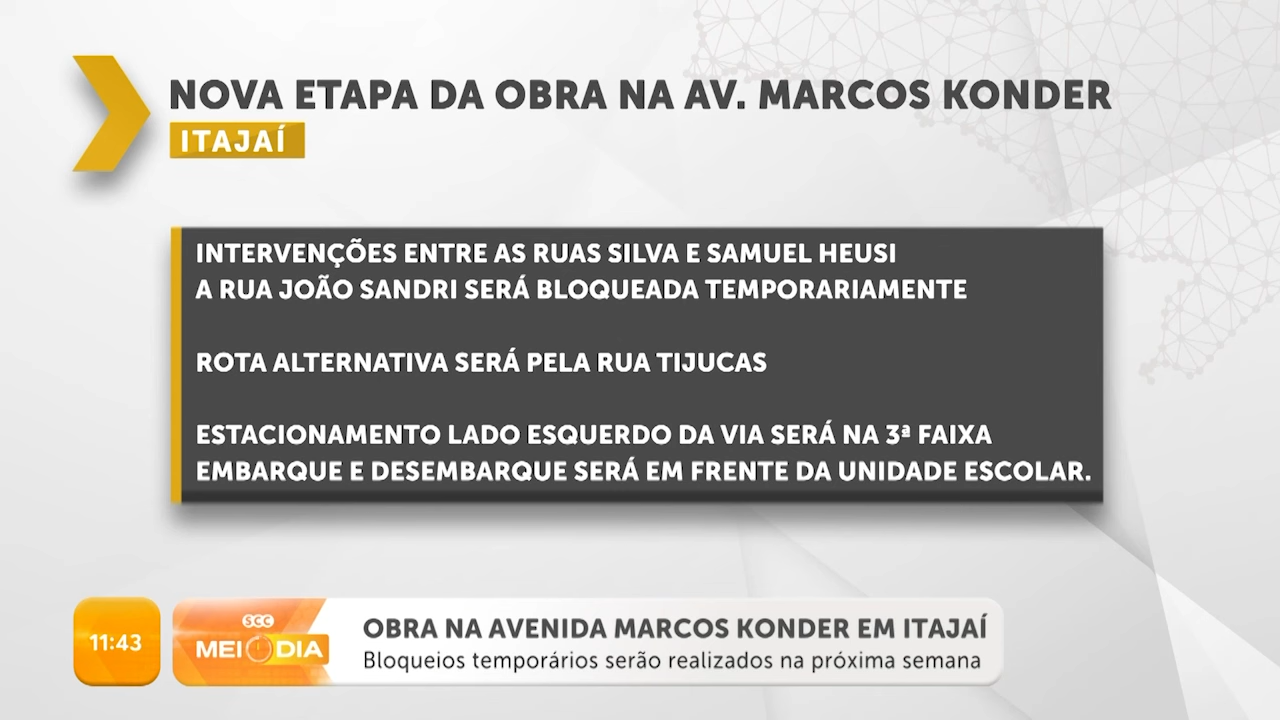 NOVA ETAPA DA OBRA NA AV. MARCOS KONDER
ITAJAÍ
INTERVENÇÕES ENTRE AS RUAS SILVA E SAMUEL HEUSI
A RUA JOÃO SANDRI SERÁ BLOQUEADA TEMPORARIAMENTE
ROTA ALTERNATIVA SERÁ PELA RUA TIJUCAS
ESTACIONAMENTO LADO ESQUERDO DA VIA SERÁ NA 3ª FAIXA
EMBARQUE E DESEMBARQUE SERÁ EM FRENTE DA UNIDADE ESCOLAR.
11:43
SCC
MEIO DIA
OBRA NA AVENIDA MARCOS KONDER EM ITAJAÍ
Bloqueios temporários serão realizados na próxima semana